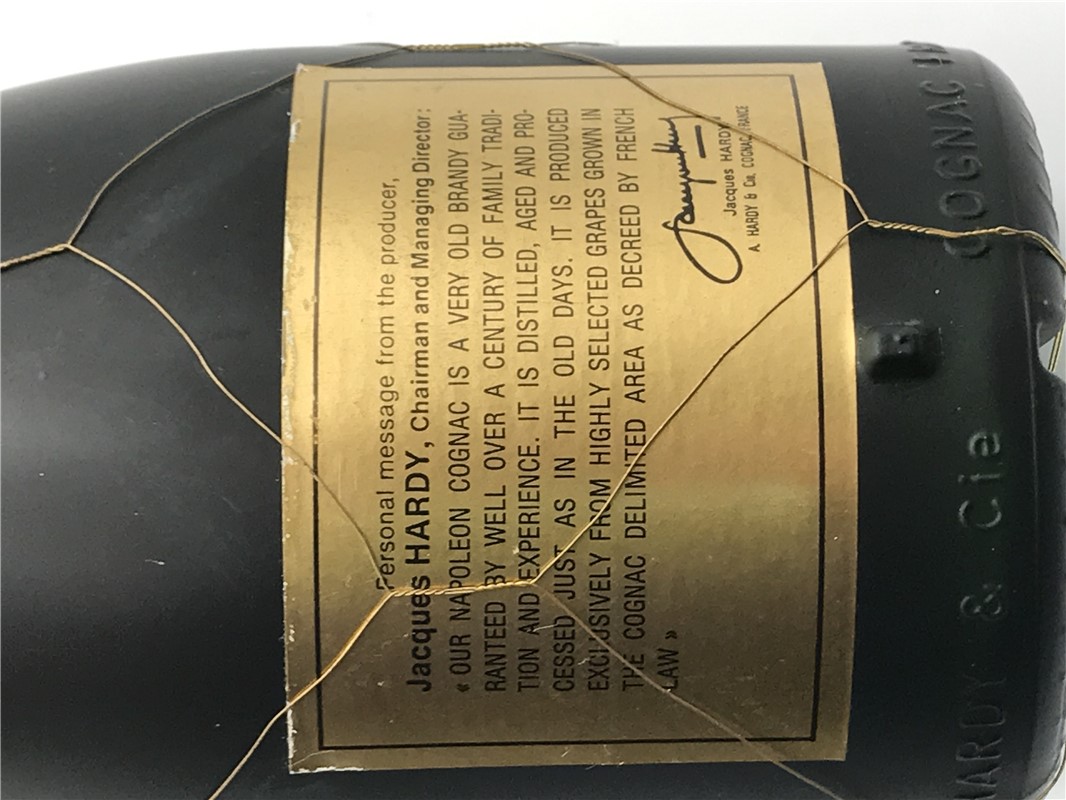 Personal message from the producer,
Jacques HARDY, Chairman and Managing Director:
« OUR NAPOLEON COGNAC IS A VERY OLD BRANDY GUA-
RANTEED BY WELL OVER A CENTURY OF FAMILY TRADI-
TION AND EXPERIENCE. IT IS DISTILLED, AGED AND PRO-
CESSED JUST AS IN THE OLD DAYS. IT IS PRODUCED
EXCLUSIVELY FROM HIGHLY SELECTED GRAPES GROWN IN
THE COGNAC DELIMITED AREA AS DECREED BY FRENCH
LAW »
Jacques HARDY
A. HARDY & Cie. COGNAC FRANCE
HARDY & Cie COGNAC